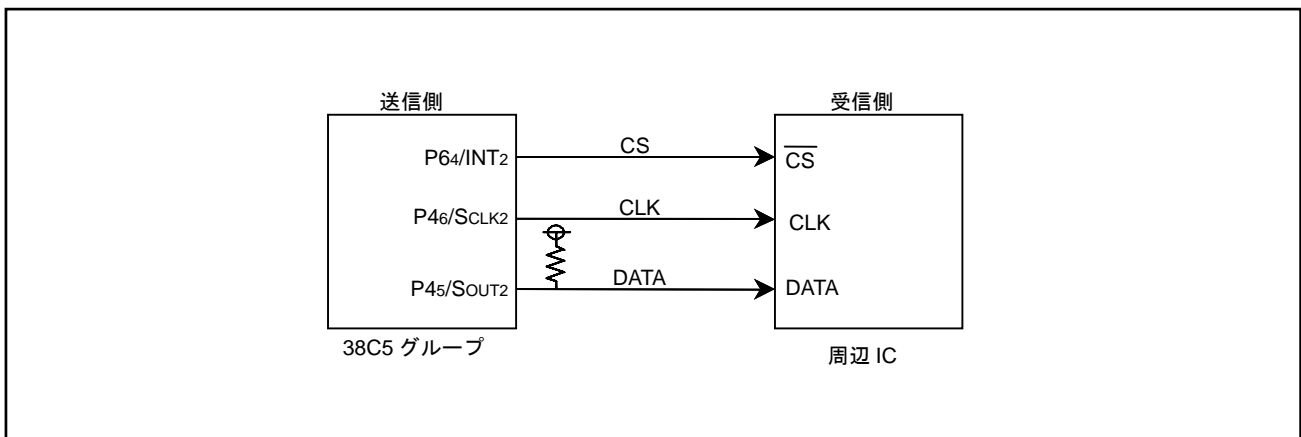 送信側
受信側
P64/INT2
CS
CS
P46/SCLK2
CLK
CLK
P45/SOUT2
DATA
DATA
38C5 グループ
周辺 IC